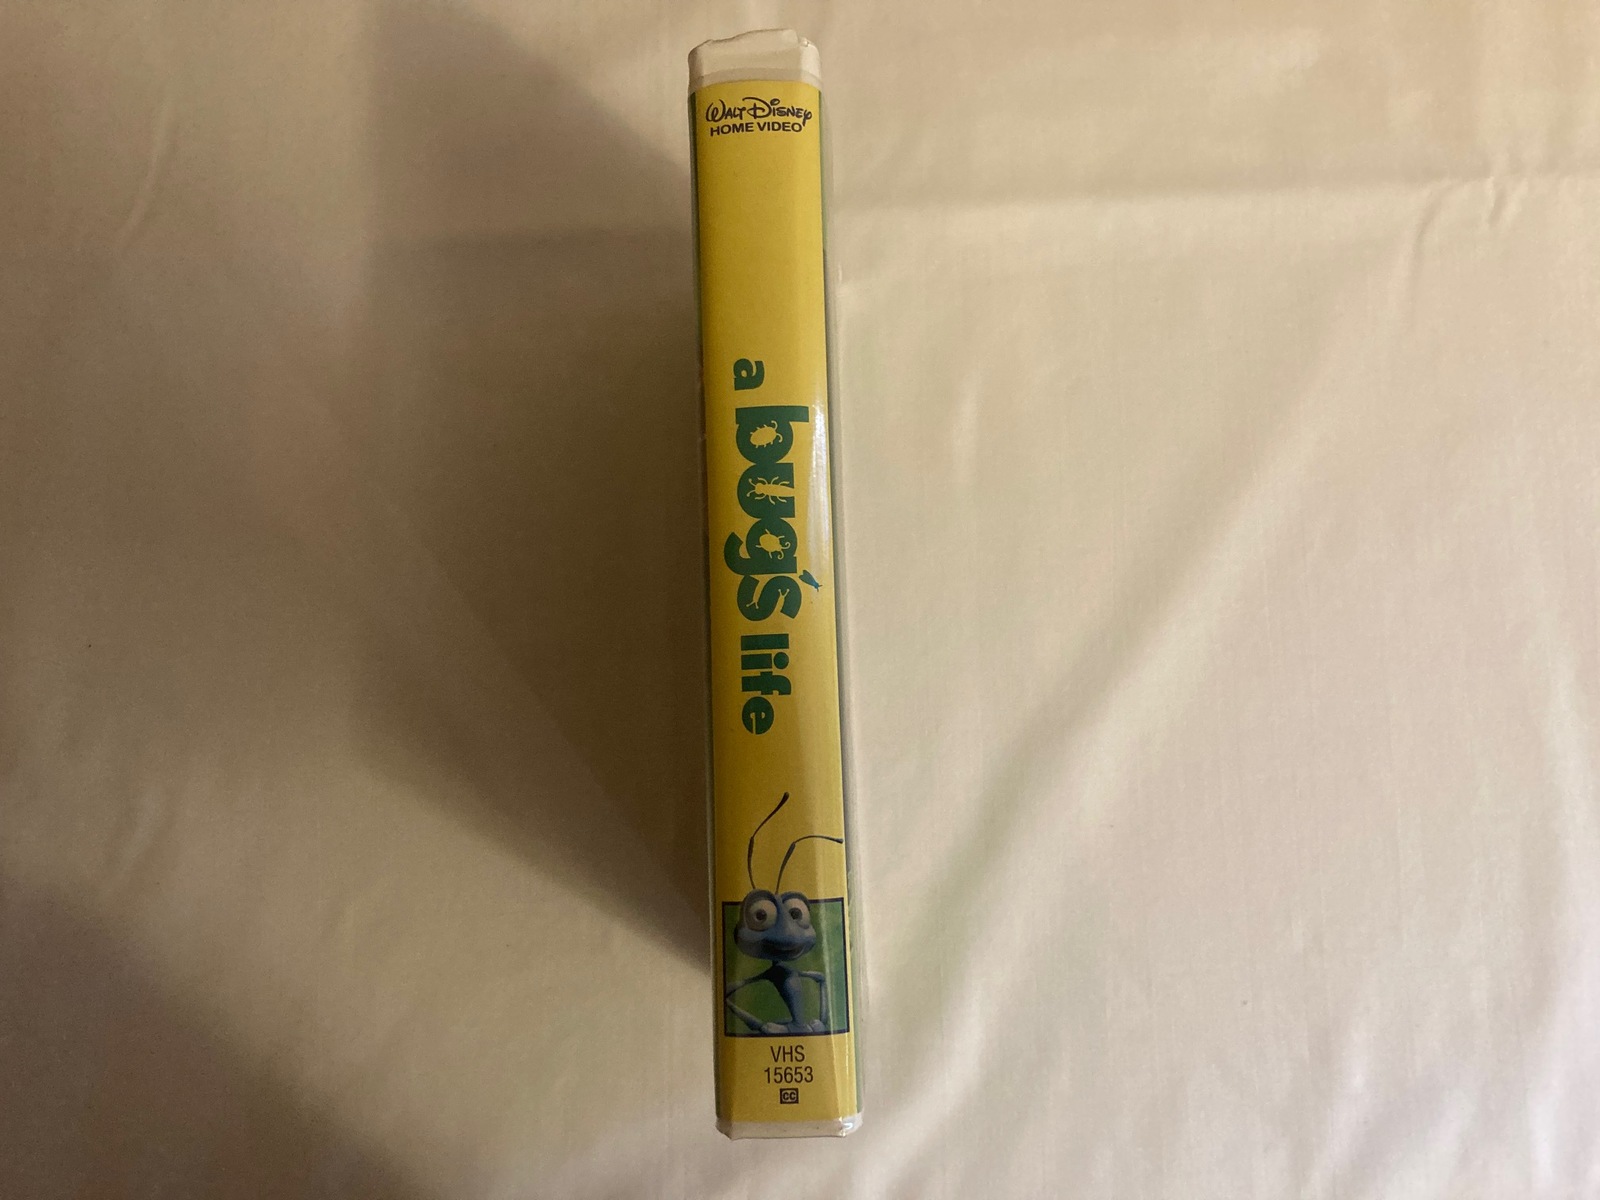 Walt Disney
HOME VIDEO
a bug's life
VHS
15653
CC